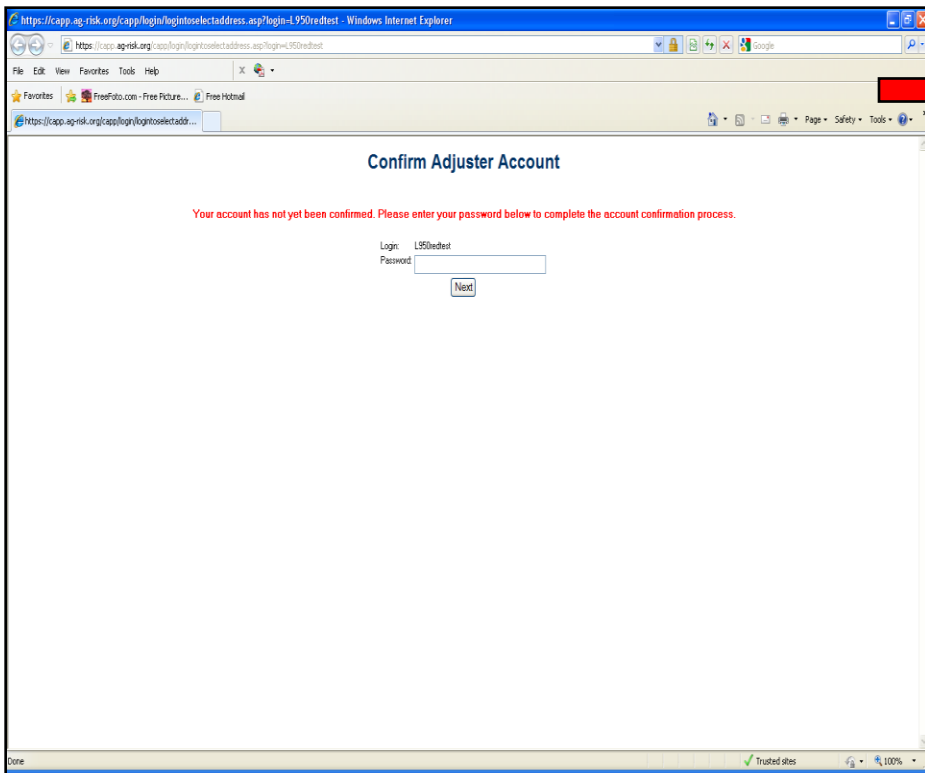 https://capp.ag-risk.org/capp/login/logintoselectaddress.asp?login=L950redtest - Windows Internet Explorer
https://capp.ag-risk.org/capp/login/logintoselectaddress.asp?login=L950redtest
Google
File Edit View Favorites Tools Help
X
Favorites FreeFoto.com - Free Picture... Free Hotmail
https://capp.ag-risk.org/capp/login/logintoselectaddr...
Page Safety Tools
Confirm Adjuster Account
Your account has not yet been confirmed. Please enter your password below to complete the account confirmation process.
Login: L950redtest
Password:
Next
Done
Trusted sites
100%